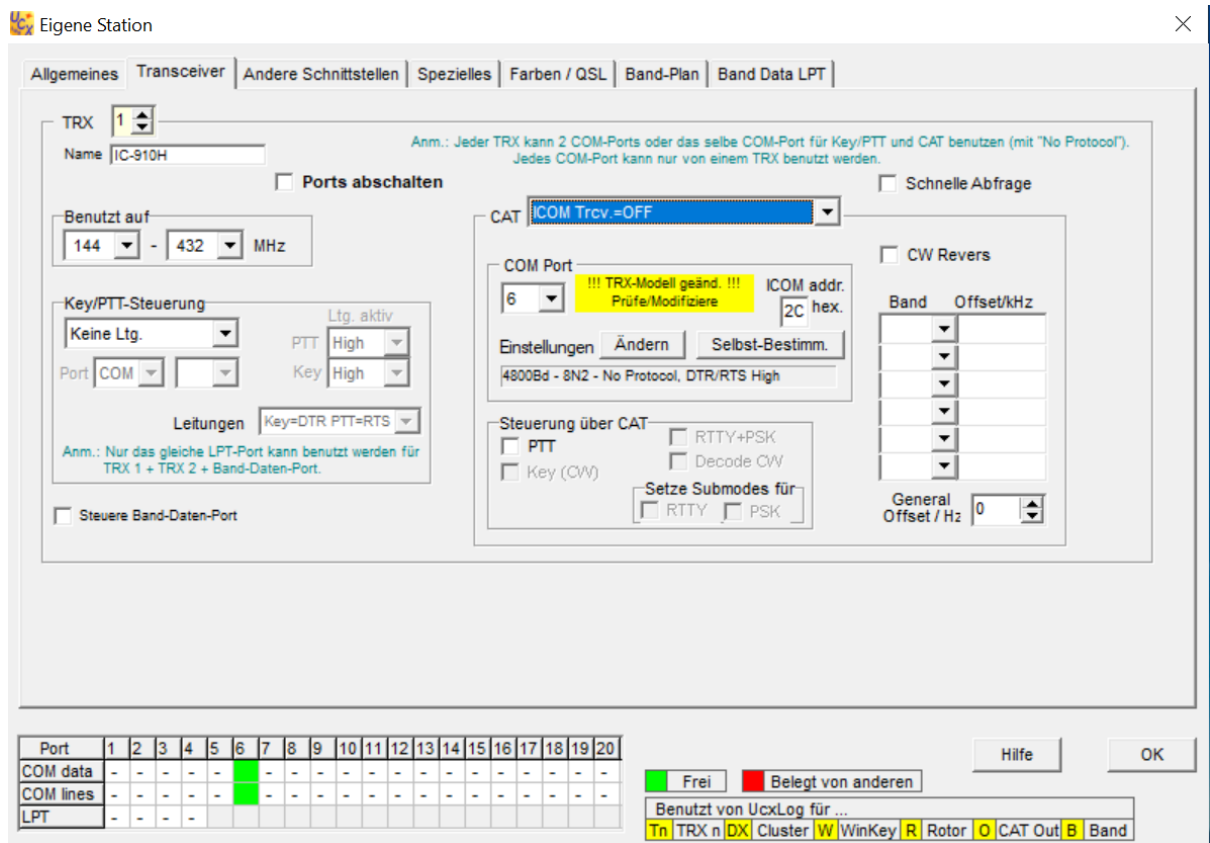 Eigene Station
Allgemeines Transceiver Andere Schnittstellen Spezielles Farben / QSL Band-Plan Band Data LPT
TRX 1
Anm.: Jeder TRX kann 2 COM-Ports oder das selbe COM-Port für Key/PTT und CAT benutzen (mit "No Protocol").
Jedes COM-Port kann nur von einem TRX benutzt werden.
Name IC-910H
Ports abschalten
Schnelle Abfrage
Benutzt auf
144 - 432 MHz
CAT ICOM Trcv.=OFF
CW Revers
COM Port
6 !!! TRX-Modell geänd. !!! ICOM addr.
Prüfe/Modifiziere 2C hex.
Einstellungen Ändern Selbst-Bestimm.
4800Bd - 8N2 - No Protocol, DTR/RTS High
Band Offset/kHz
Key/PTT-Steuerung
Keine Ltg. Ltg. aktiv
PTT High
Port COM Key High
Leitungen Key=DTR PTT=RTS
Anm.: Nur das gleiche LPT-Port kann benutzt werden für
TRX 1 + TRX 2 + Band-Daten-Port.
Steuerung über CAT
PTT RTTY+PSK
Key (CW) Decode CW
Setze Submodes für
RTTY PSK
General
Offset / Hz 0
Steuere Band-Daten-Port
Port 1 2 3 4 5 6 7 8 9 10 11 12 13 14 15 16 17 18 19 20
COM data - - - - - - - - - - - - - - - - - - -
COM lines - - - - - - - - - - - - - - - - - - -
LPT - - - -
Hilfe OK
Frei Belegt von anderen
Benutzt von UcxLog für ...
Tn TRX n DX Cluster W WinKey R Rotor O CAT Out B Band